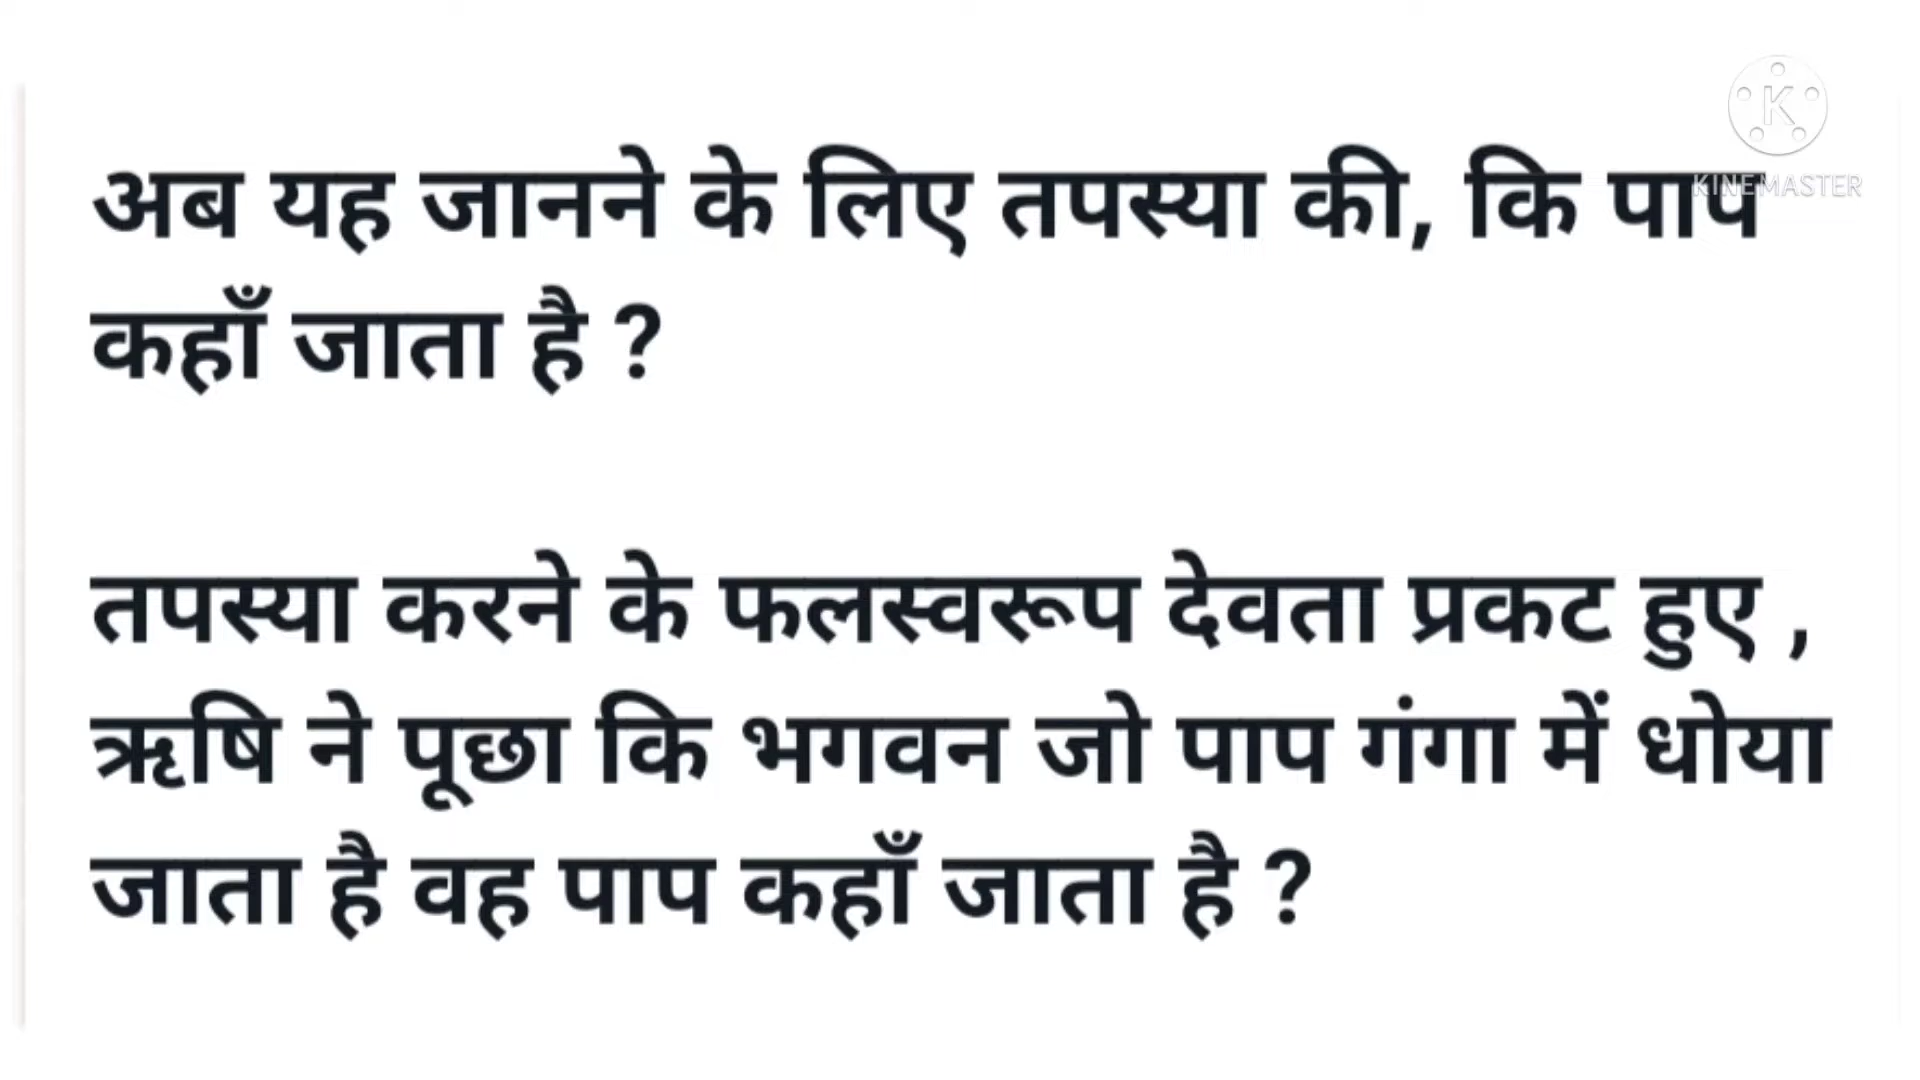 अब यह जानने के लिए तपस्या की, कि पाप
कहाँ जाता है ?
तपस्या करने के फलस्वरूप देवता प्रकट हुए ,
ऋषि ने पूछा कि भगवन जो पाप गंगा में धोया
जाता है वह पाप कहाँ जाता है ?
K
KINEMASTER